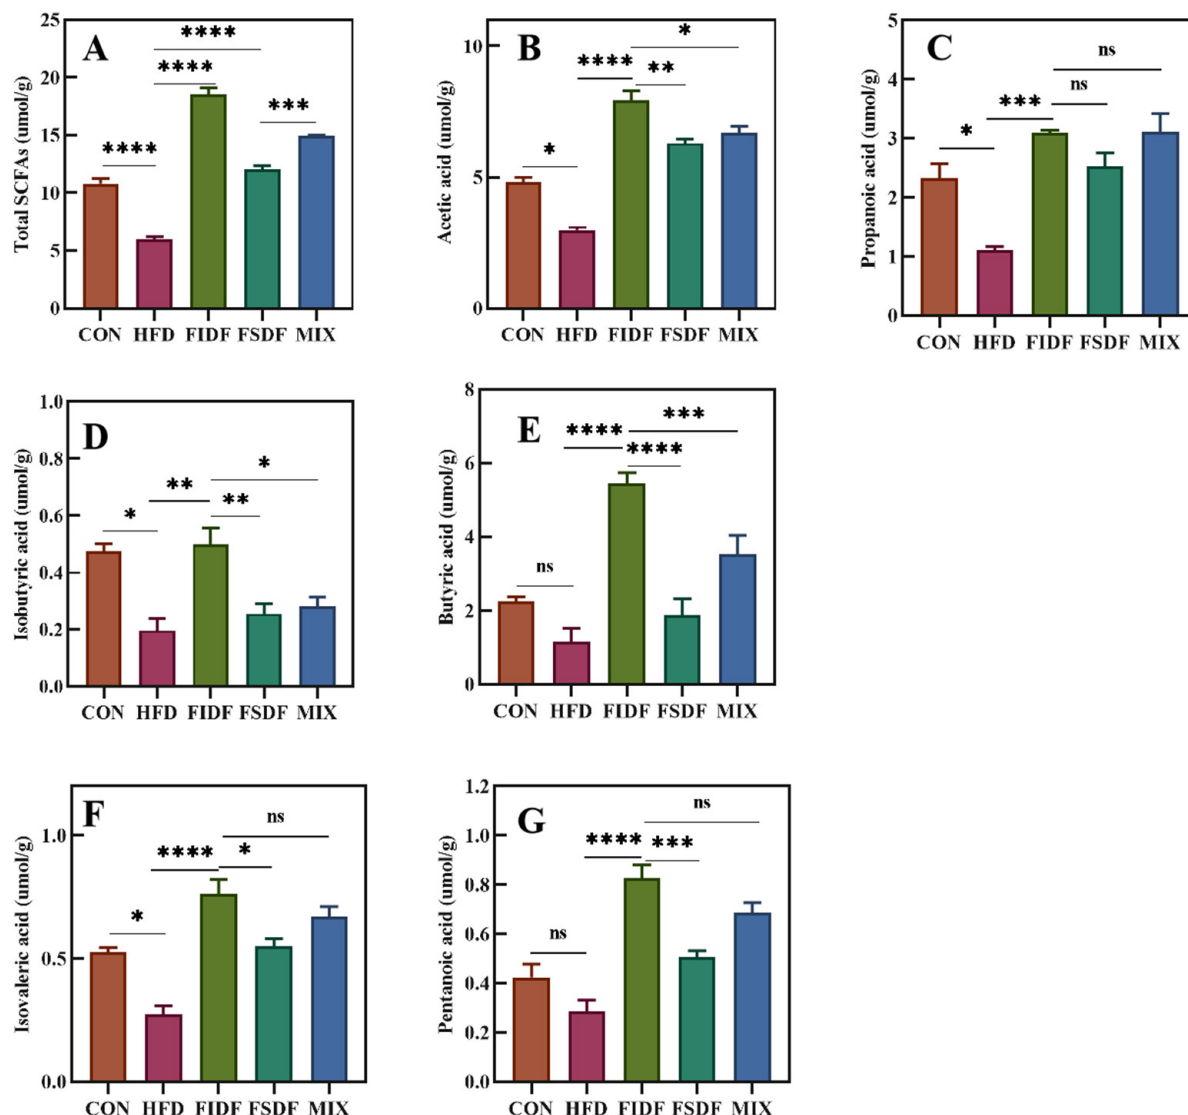 A
Total SCFAs (umol/g)
25
20
15
10
5
0
****
****
****
***
CON HFD FIDF FSDF MIX
B
Acetic acid (umol/g)
10
5
0
*
****
**
*
CON HFD FIDF FSDF MIX
C
Propanoic acid (umol/g)
5
4
3
2
1
0
*
***
ns
ns
CON HFD FIDF FSDF MIX
D
Isobutyric acid (umol/g)
1.0
0.8
0.6
0.4
0.2
0.0
*
**
**
*
CON HFD FIDF FSDF MIX
E
Butyric acid (umol/g)
8
6
4
2
0
ns
****
****
***
CON HFD FIDF FSDF MIX
F
Isovaleric acid (umol/g)
1.0
0.5
0.0
*
****
*
ns
CON HFD FIDF FSDF MIX
G
Pentanoic acid (umol/g)
1.2
1.0
0.8
0.6
0.4
0.2
0.0
ns
****
***
ns
CON HFD FIDF FSDF MIX